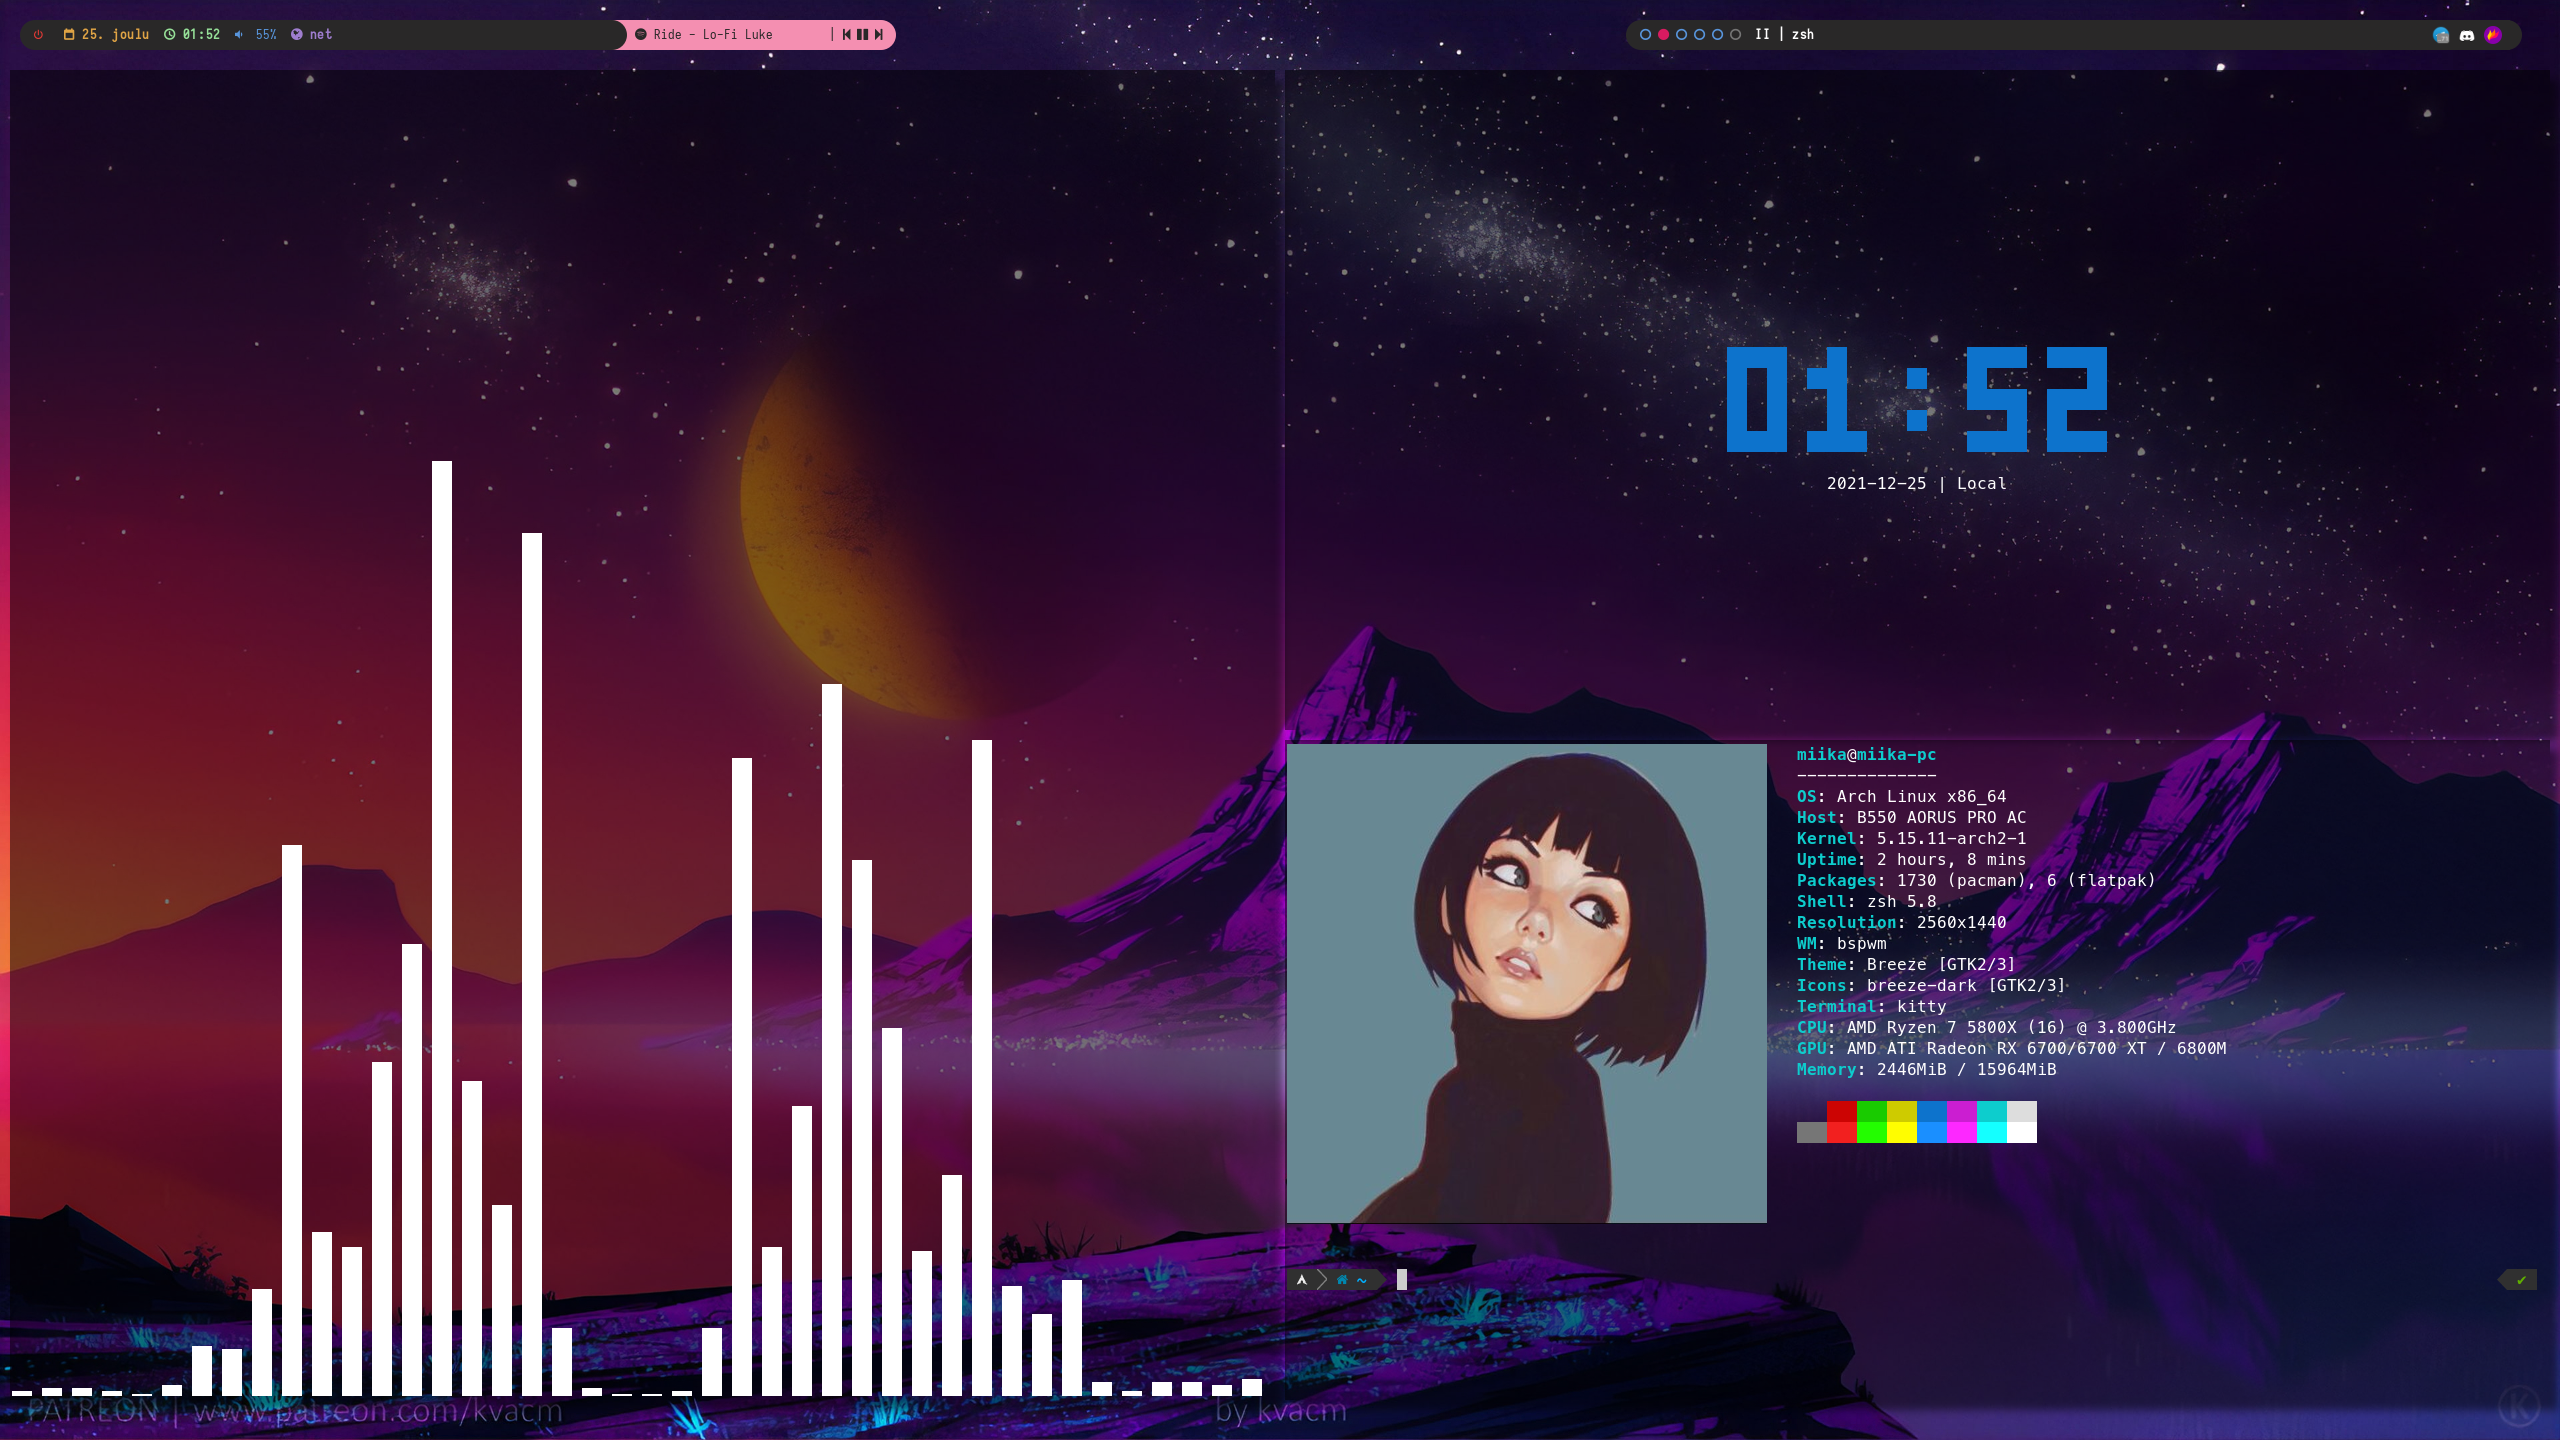 25. joulu 01:52 55% net
Ride - Lo-Fi Luke |
II | zsh
01:52
2021-12-25 | Local
miika@miika-pc
--------------
OS: Arch Linux x86_64
Host: B550 AORUS PRO AC
Kernel: 5.15.11-arch2-1
Uptime: 2 hours, 8 mins
Packages: 1730 (pacman), 6 (flatpak)
Shell: zsh 5.8
Resolution: 2560x1440
WM: bspwm
Theme: Breeze [GTK2/3]
Icons: breeze-dark [GTK2/3]
Terminal: kitty
CPU: AMD Ryzen 7 5800X (16) @ 3.800GHz
GPU: AMD ATI Radeon RX 6700/6700 XT / 6800M
Memory: 2446MiB / 15964MiB
~
PATREON | www.patreon.com/kvacm
by kvacm
K